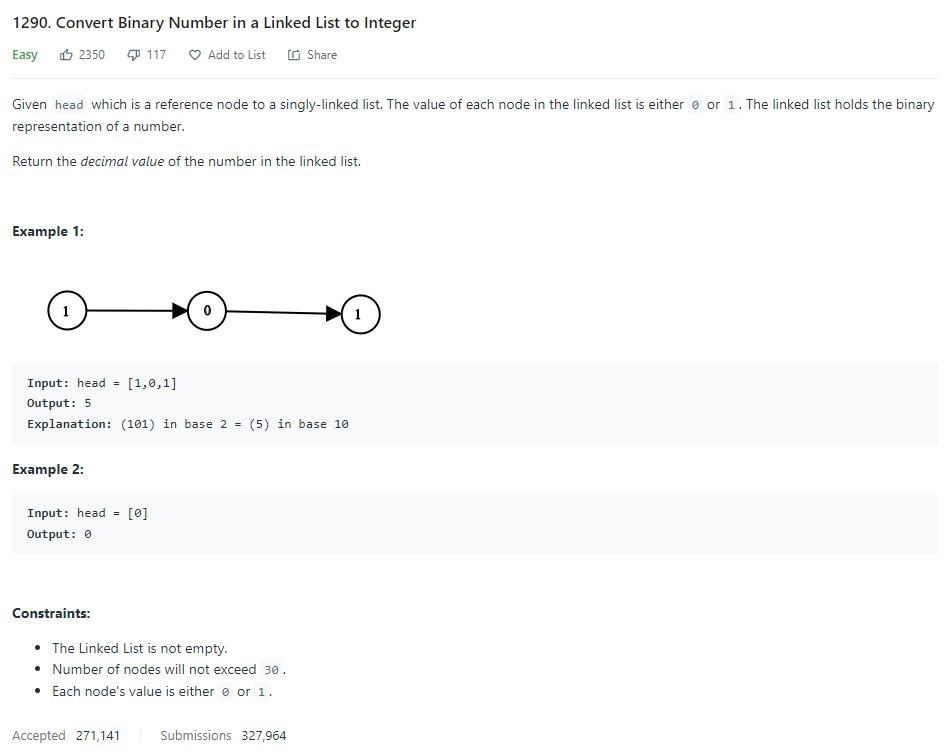 1290. Convert Binary Number in a Linked List to Integer
Easy 2350 117 Add to List Share
Given head which is a reference node to a singly-linked list. The value of each node in the linked list is either 0 or 1. The linked list holds the binary
representation of a number.
Return the decimal value of the number in the linked list.
Example 1:
1 0 1
Input: head = [1,0,1]
Output: 5
Explanation: (101) in base 2 = (5) in base 10
Example 2:
Input: head = [0]
Output: 0
Constraints:
• The Linked List is not empty.
• Number of nodes will not exceed 30.
• Each node's value is either 0 or 1.
Accepted 271,141 Submissions 327,964